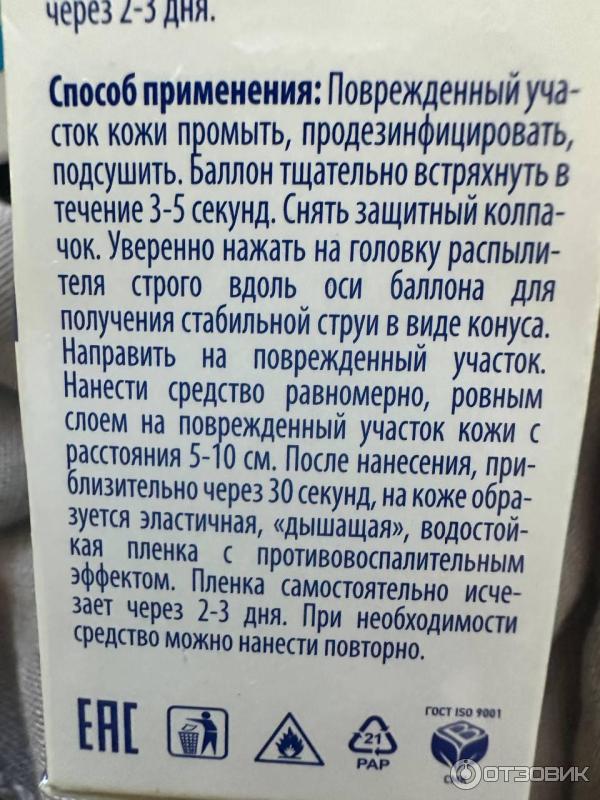 через 2-3 дня.
Способ применения: Поврежденный уча-
сток кожи промыть, продезинфицировать,
подсушить. Баллон тщательно встряхнуть в
течение 3-5 секунд. Снять защитный колпа-
чок. Уверенно нажать на головку распыли-
теля строго вдоль оси баллона для
получения стабильной струи в виде конуса.
Направить на поврежденный участок.
Нанести средство равномерно, ровным
слоем на поврежденный участок кожи с
расстояния 5-10 см. После нанесения, при-
близительно через 30 секунд, на коже обра-
зуется эластичная, «дышащая», водостой-
кая пленка с противовоспалительным
эффектом. Пленка самостоятельно исче-
зает через 2-3 дня. При необходимости
средство можно нанести повторно.
ГОСТ ISO 9001
EAC
21
PAP
ОТЗОВИК